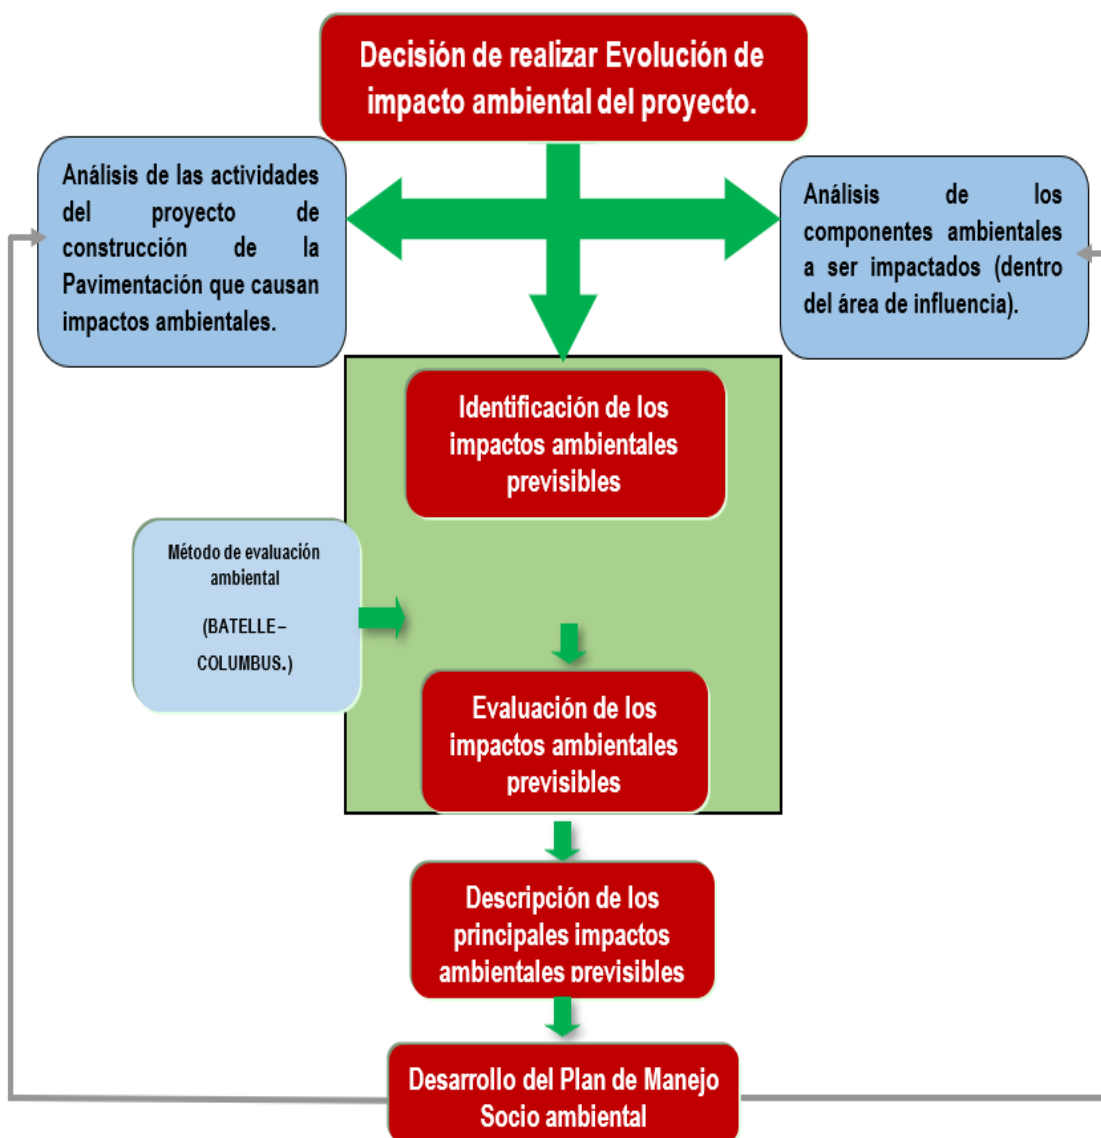 Decisión de realizar Evolución de
impacto ambiental del proyecto.
Análisis de las actividades
del proyecto de
construcción de la
Pavimentación que causan
impactos ambientales.
Análisis de los
componentes ambientales
a ser impactados (dentro
del área de influencia).
Identificación de los
impactos ambientales
previsibles
Método de evaluación
ambiental
(BATELLE–
COLUMBUS.)
Evaluación de los
impactos ambientales
previsibles
Descripción de los
principales impactos
ambientales previsibles
Desarrollo del Plan de Manejo
Socio ambiental